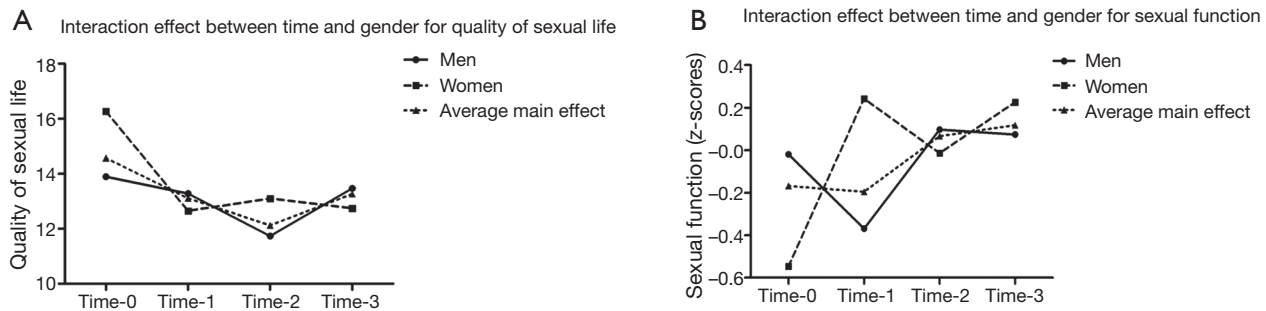 A
Interaction effect between time and gender for quality of sexual life
Men
Women
Average main effect
Quality of sexual life
18
16
14
12
10
Time-0
Time-1
Time-2
Time-3
B
Interaction effect between time and gender for sexual function
Men
Women
Average main effect
Sexual function (z-scores)
0.4
0.2
–0.0
–0.2
–0.4
–0.6
Time-0
Time-1
Time-2
Time-3